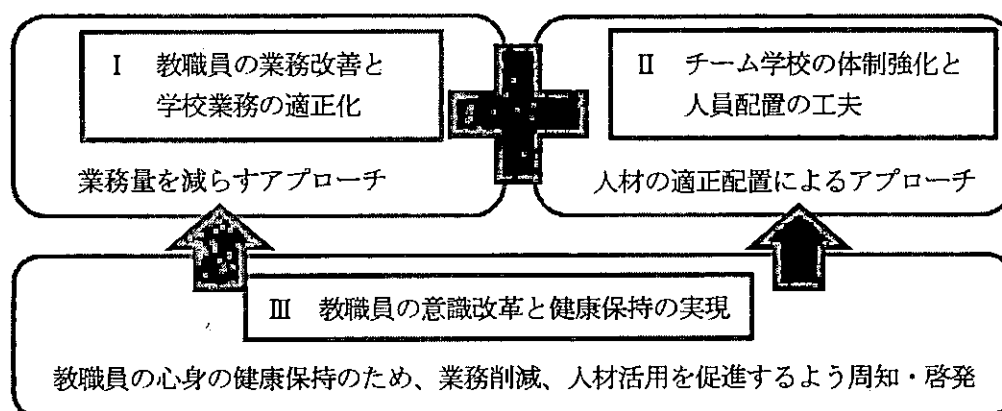 Ⅰ 教職員の業務改善と
学校業務の適正化
業務量を減らすアプローチ
Ⅱ チーム学校の体制強化と
人員配置の工夫
人材の適正配置によるアプローチ
Ⅲ 教職員の意識改革と健康保持の実現
教職員の心身の健康保持のため、業務削減、人材活用を促進するよう周知・啓発